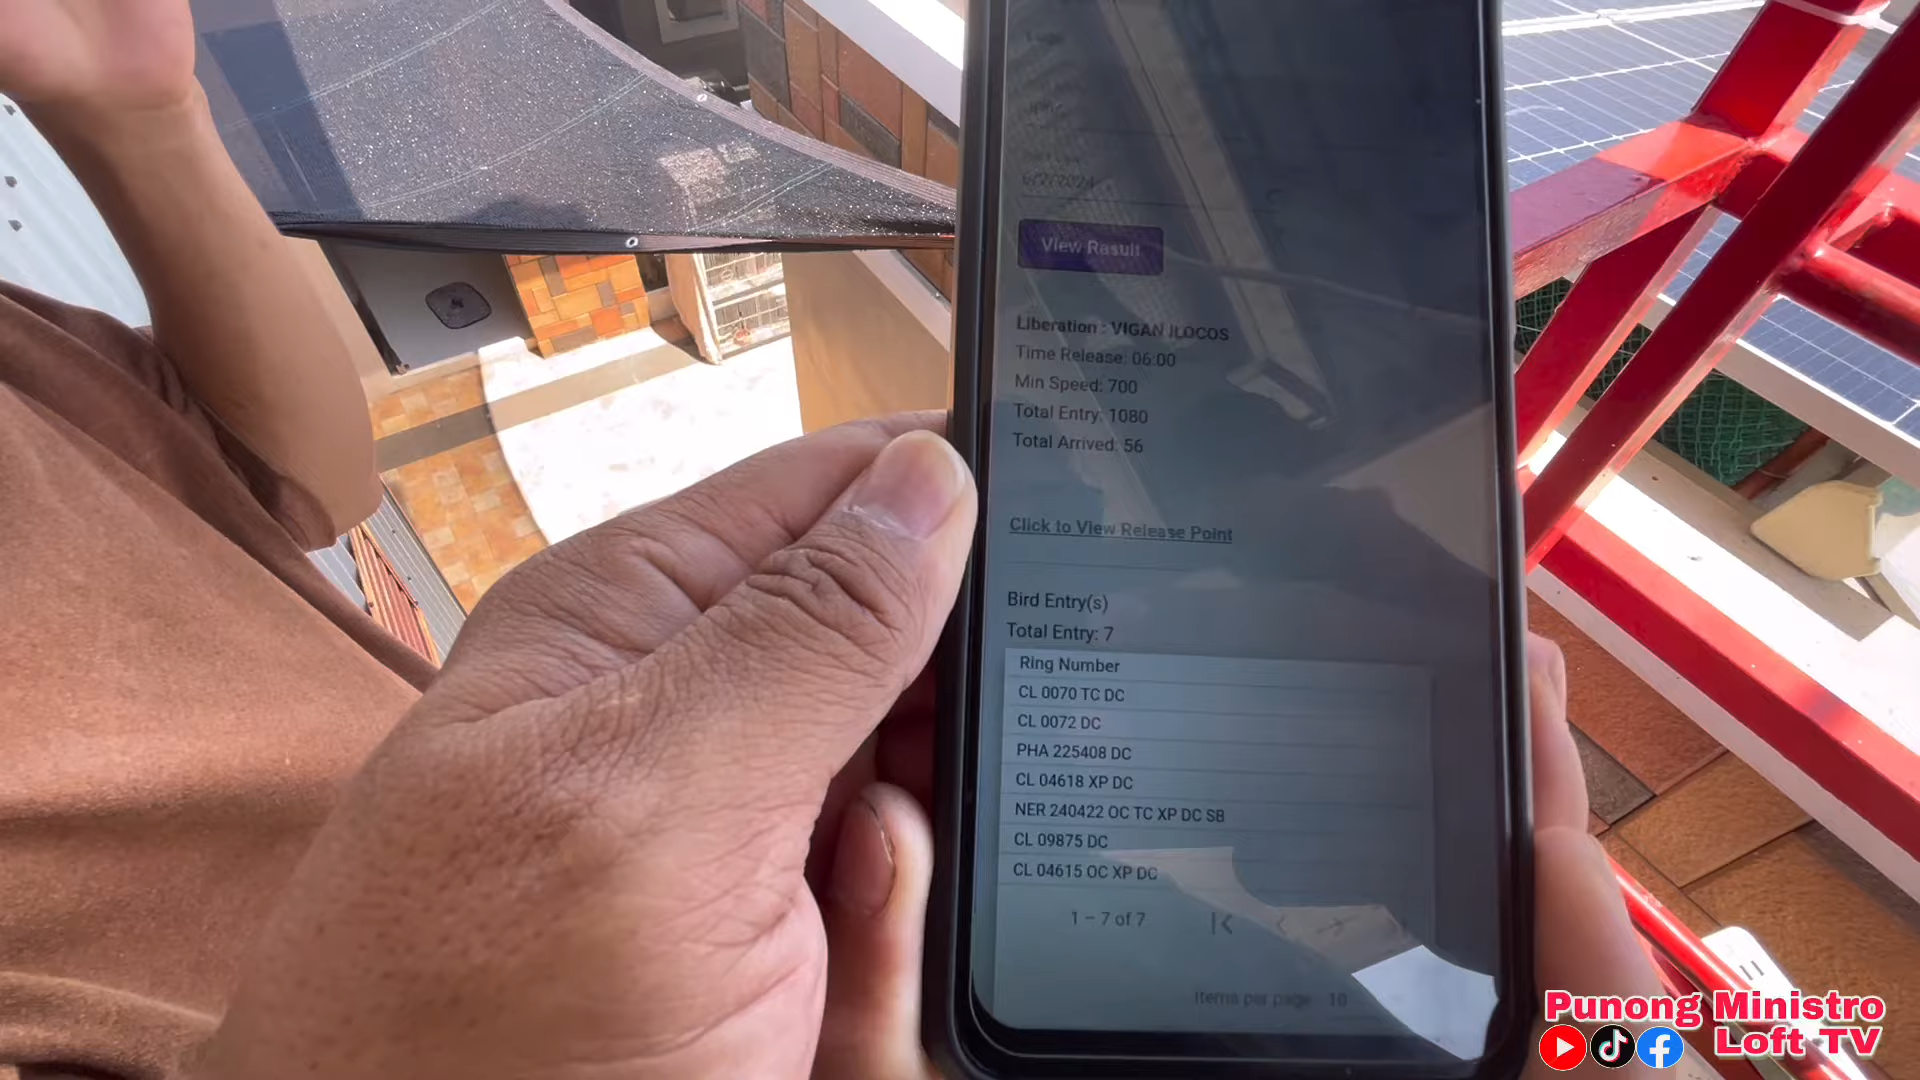 View Rasult
Liberation : VIGAN ILOCOS
Time Release: 06:00
Min Speed: 700
Total Entry: 1080
Total Arrived: 56
Click to View Release Point
Bird Entry(s)
Total Entry: 7
Ring Number
CL 0070 TC DC
CL 0072 DC
PHA 225408 DC
CL 04618 XP DC
NER 240422 OC TC XP DC SB
CL 09875 DC
CL 04615 OC XP DC
1 – 7 of 7
Items per page 10
Punong Ministro
Loft TV